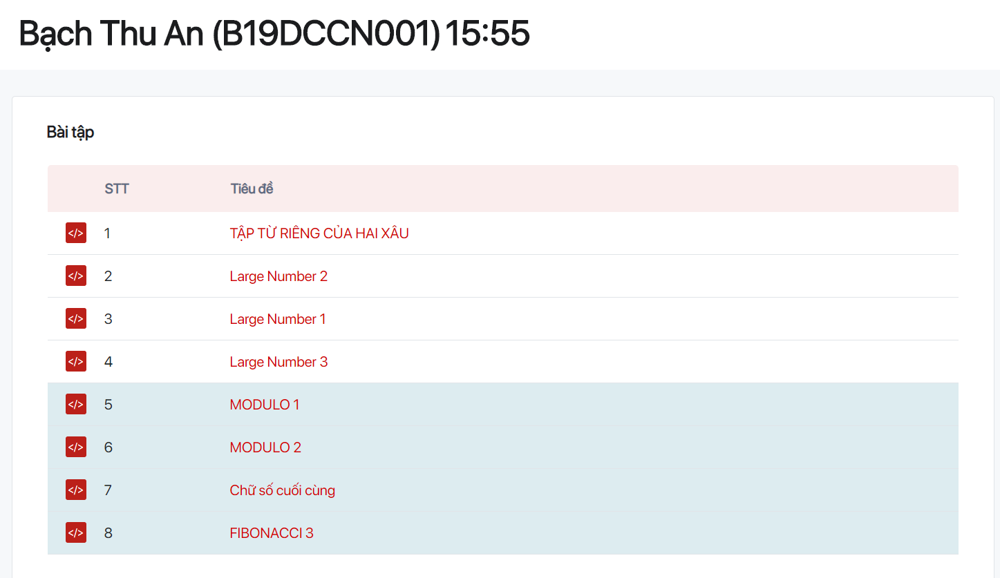 Bạch Thu An (B19DCCN001) 15:55
Bài tập
STT Tiêu đề
</> 1 TẬP TỪ RIÊNG CỦA HAI XÂU
</> 2 Large Number 2
</> 3 Large Number 1
</> 4 Large Number 3
</> 5 MODULO 1
</> 6 MODULO 2
</> 7 Chữ số cuối cùng
</> 8 FIBONACCI 3